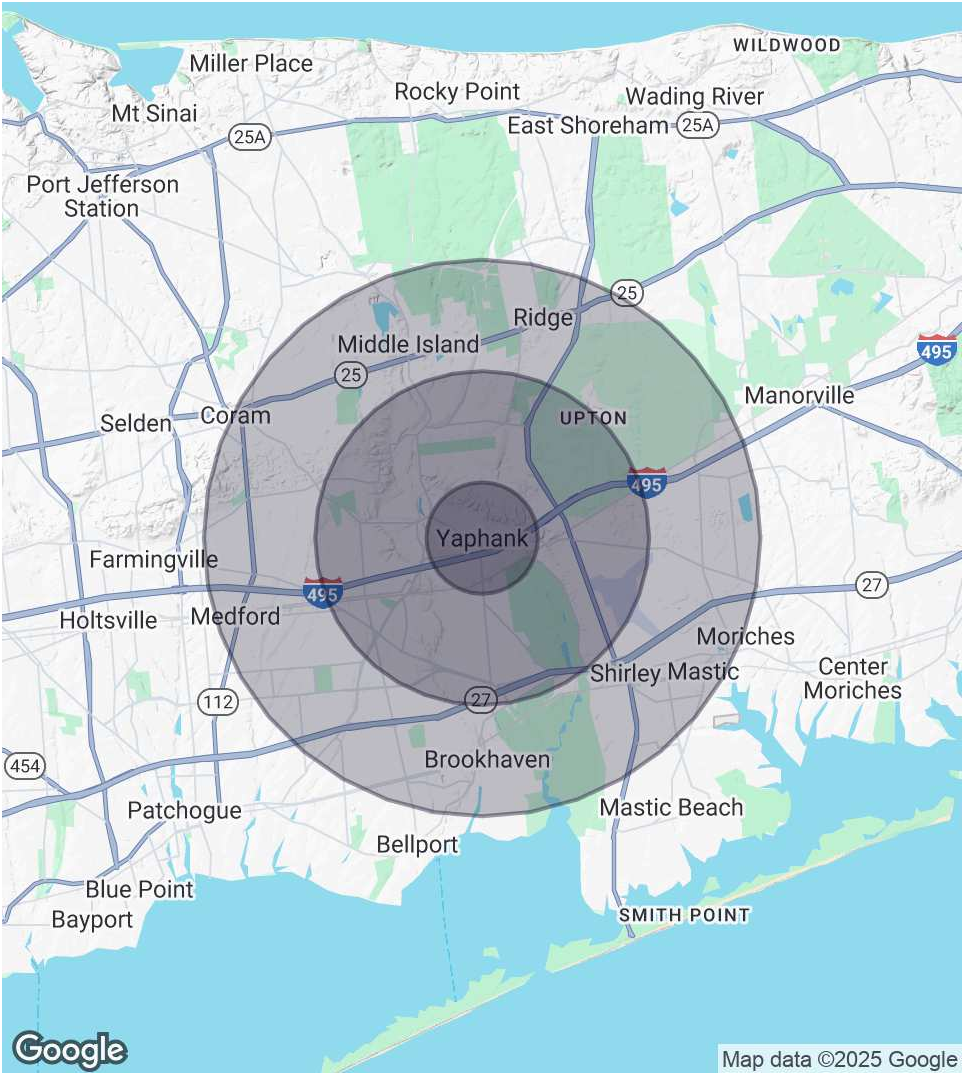 WILDWOOD
Miller Place
Rocky Point
Wading River
Mt Sinai
East Shoreham
25A
25A
Port Jefferson
Station
25
Ridge
Middle Island
495
25
Manorville
Selden
Coram
UPTON
495
Yaphank
Farmingville
27
495
Holtsville
Medford
Moriches
Shirley
Mastic
Center
Moriches
112
27
Brookhaven
454
Patchogue
Mastic Beach
Bellport
Blue Point
Bayport
SMITH POINT
Google
Map data ©2025 Google